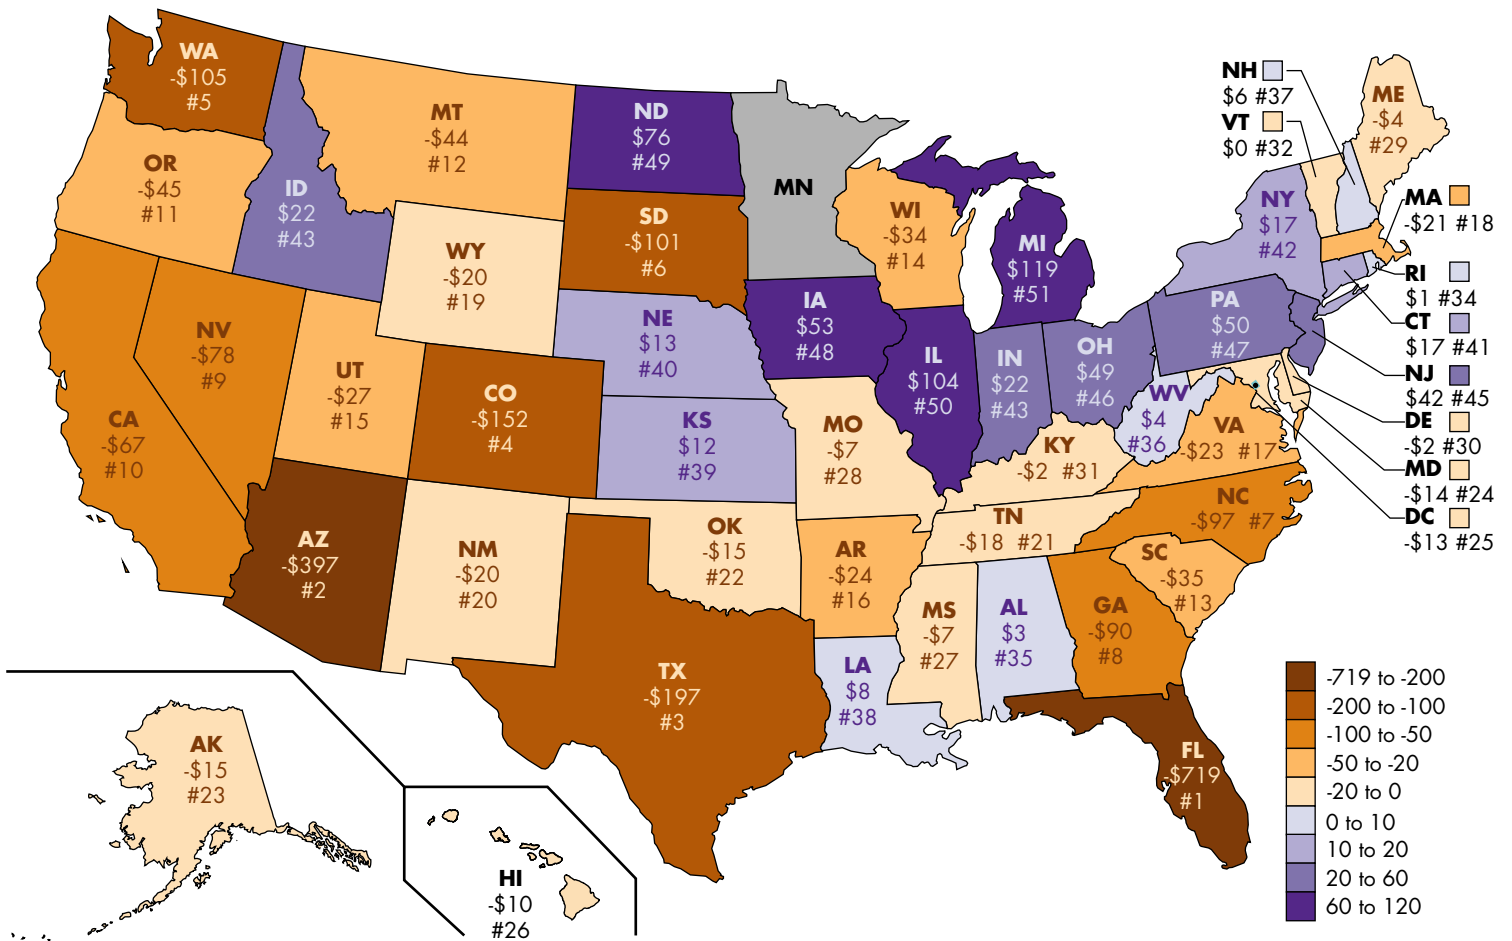 WA
-$105
#5
MT
-$44
#12
ND
$76
#49
MN
OR
-$45
#11
ID
$22
#43
SD
-$101
#6
WI
-$34
#14
MI
$119
#51
WY
-$20
#19
NH
$6 #37
VT
$0 #32
ME
-$4
#29
NY
$17
#42
MA
-$21 #18
RI
$1 #34
CT
$17 #41
NJ
$42 #45
DE
-$2 #30
MD
-$14 #24
DC
-$13 #25
NV
-$78
#9
UT
-$27
#15
CA
-$67
#10
CO
-$152
#4
NE
$13
#40
IA
$53
#48
IL
$104
#50
IN
$22
#43
OH
$49
#46
PA
$50
#47
WV
$4
#36
VA
-$23 #17
KS
$12
#39
MO
-$7
#28
KY
-$2 #31
NC
-$97 #7
TN
-$18 #21
SC
-$35
#13
AZ
-$397
#2
NM
-$20
#20
OK
-$15
#22
AR
-$24
#16
MS
-$7
#27
AL
$3
#35
GA
-$90
#8
TX
-$197
#3
LA
$8
#38
FL
-$719
#1
AK
-$15
#23
HI
-$10
#26
-719 to -200
-200 to -100
-100 to -50
-50 to -20
-20 to 0
0 to 10
10 to 20
20 to 60
60 to 120